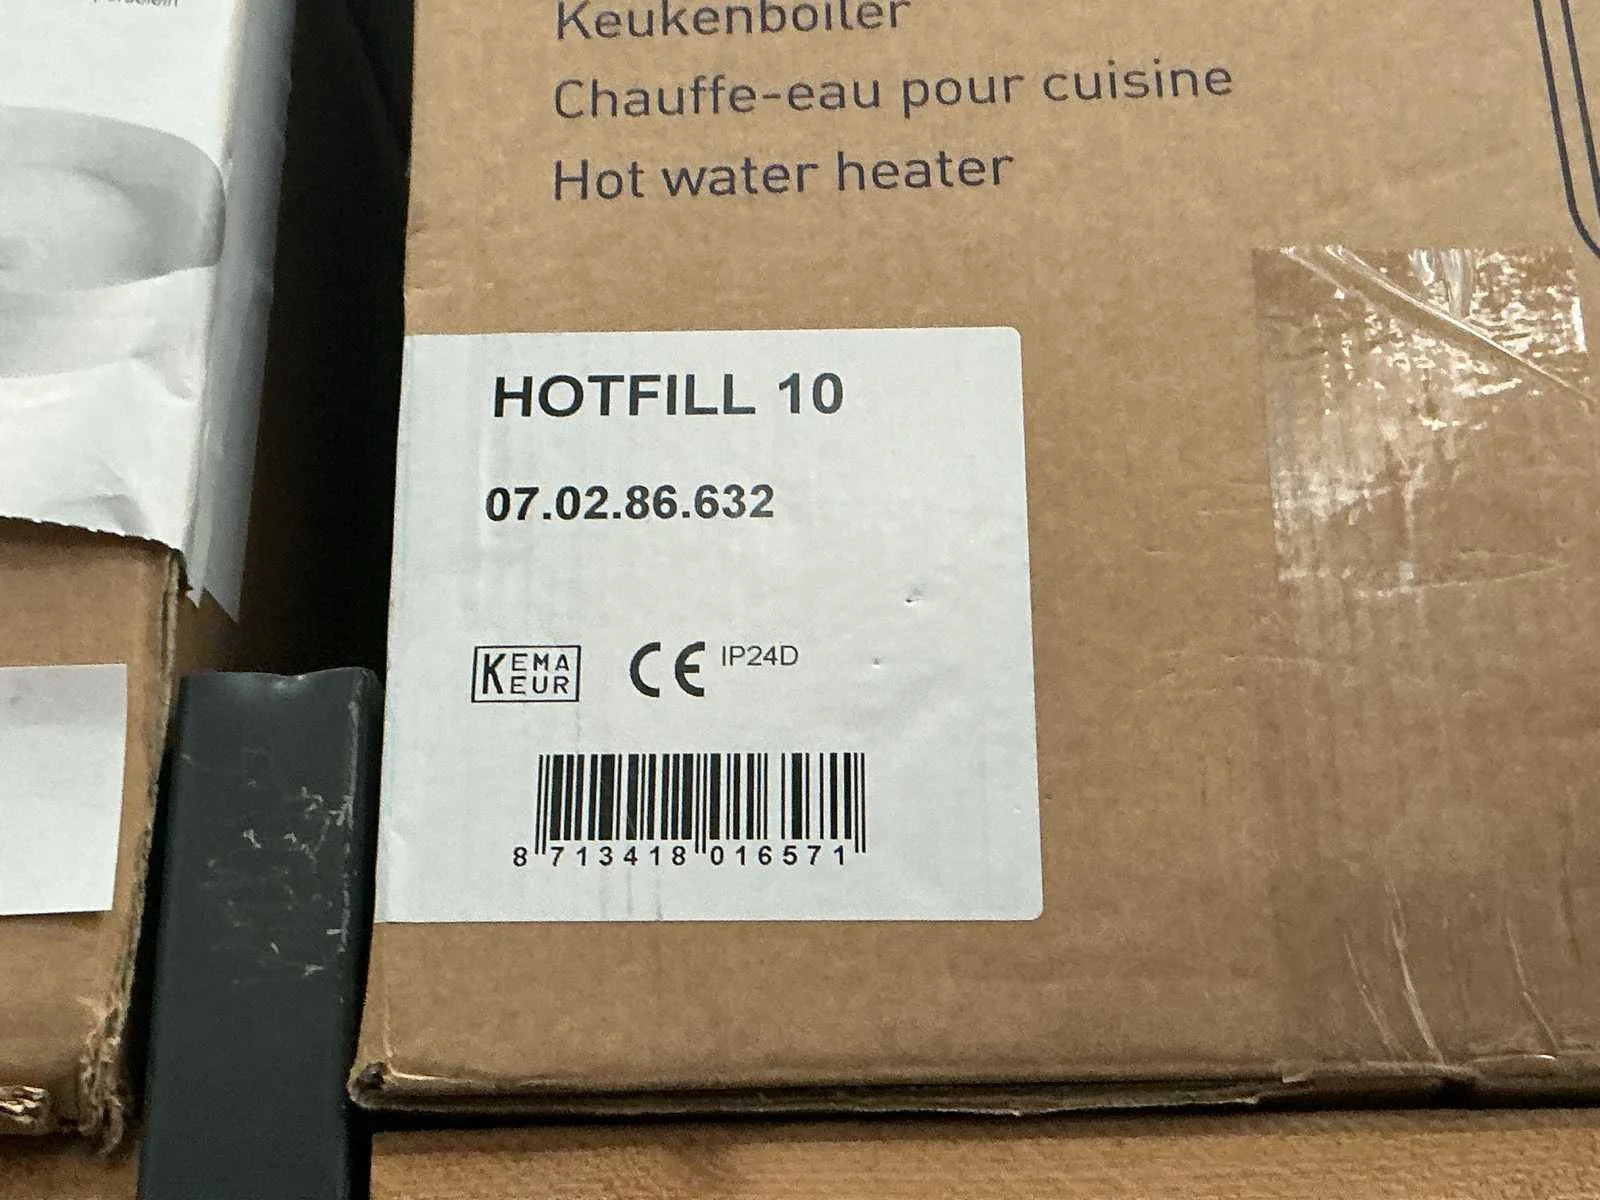 Keukenboiler
Chauffe-eau pour cuisine
Hot water heater
HOTFILL 10
07.02.86.632
KEMA
KEUR
CE IP24D
8 713418 016571